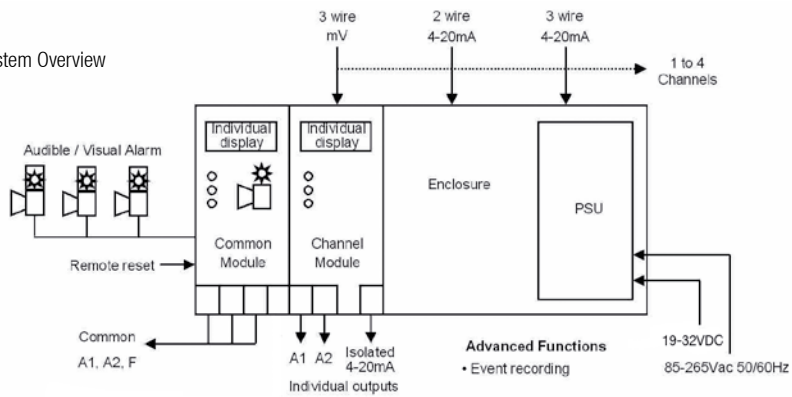 3 wire
mV
2 wire
4-20mA
3 wire
4-20mA
stem Overview
1 to 4
Channels
Audible / Visual Alarm
Individual
display
Individual
display
Enclosure
PSU
Common
Module
Channel
Module
Remote reset
Common
A1, A2, F
A1 A2
Isolated
4-20mA
Individual outputs
Advanced Functions
• Event recording
19-32VDC
85-265Vac 50/60Hz